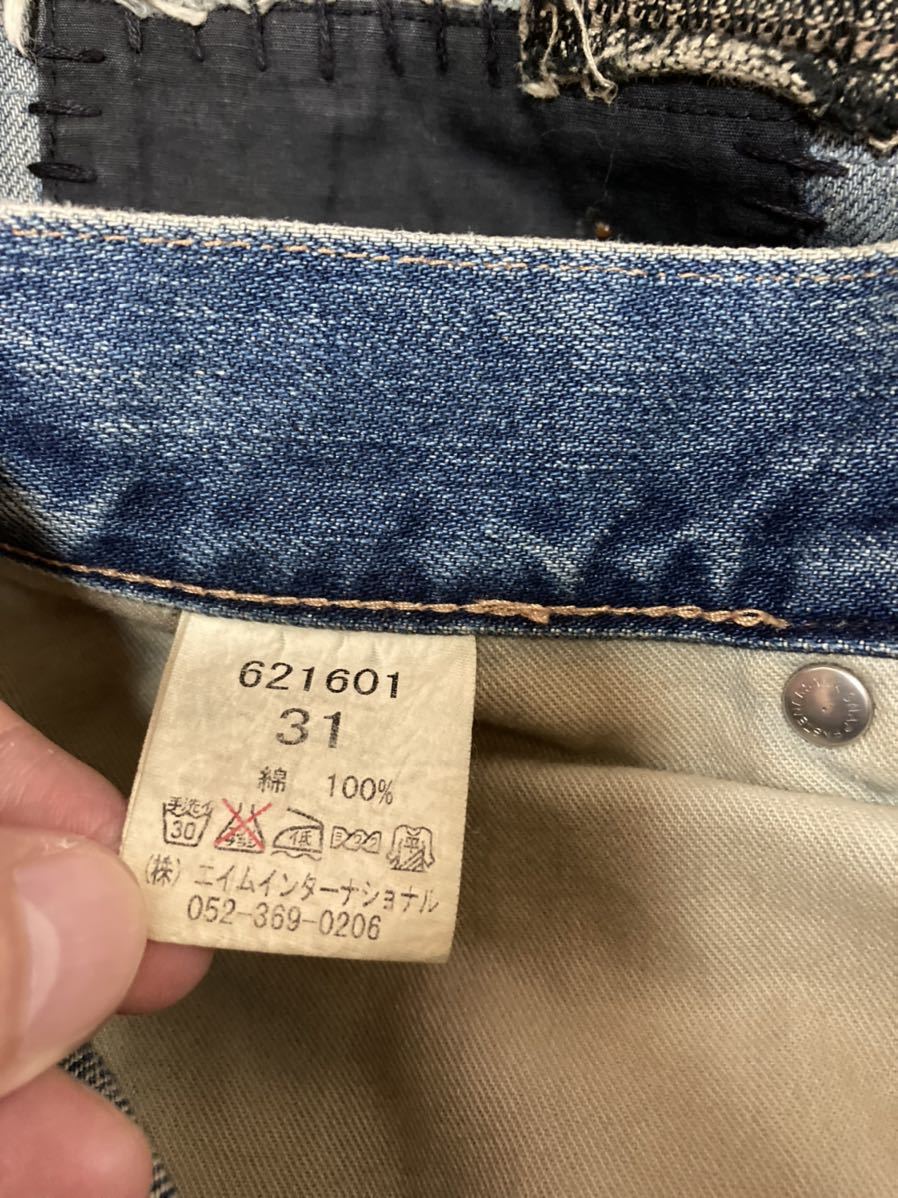 621601
31
綿 100%
手洗イ 30 低 平
(株) エイムインターナショナル
052-369-0206